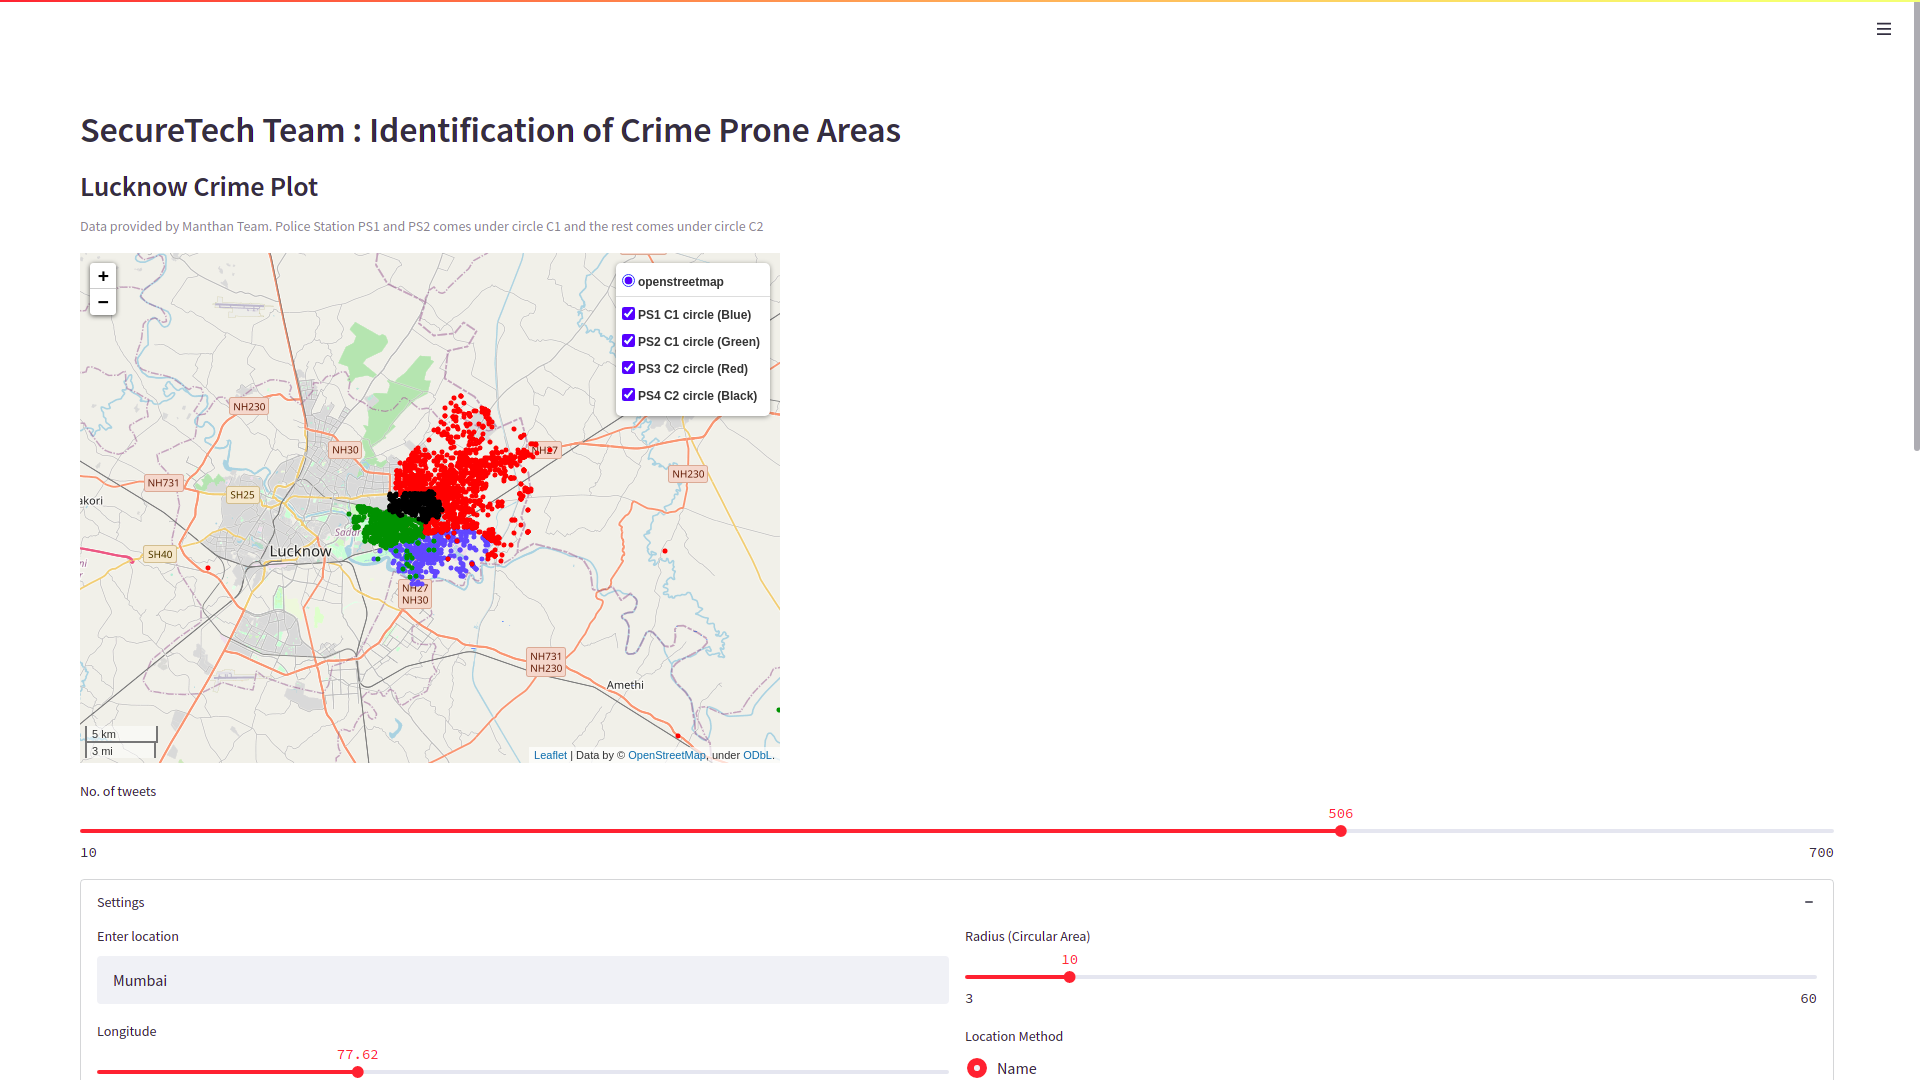 SecureTech Team : Identification of Crime Prone Areas
Lucknow Crime Plot
Data provided by Manthan Team. Police Station PS1 and PS2 comes under circle C1 and the rest comes under circle C2
+
−
openstreetmap
PS1 C1 circle (Blue)
PS2 C1 circle (Green)
PS3 C2 circle (Red)
PS4 C2 circle (Black)
NH230
NH30
NH27
NH731
SH25
NH230
akori
SH40
Lucknow
NH27
NH30
NH731
NH230
Amethi
5 km
3 mi
Leaflet | Data by © OpenStreetMap, under ODbL.
No. of tweets
506
10
700
Settings
Enter location
Mumbai
Longitude
77.62
Radius (Circular Area)
10
3
60
Location Method
Name